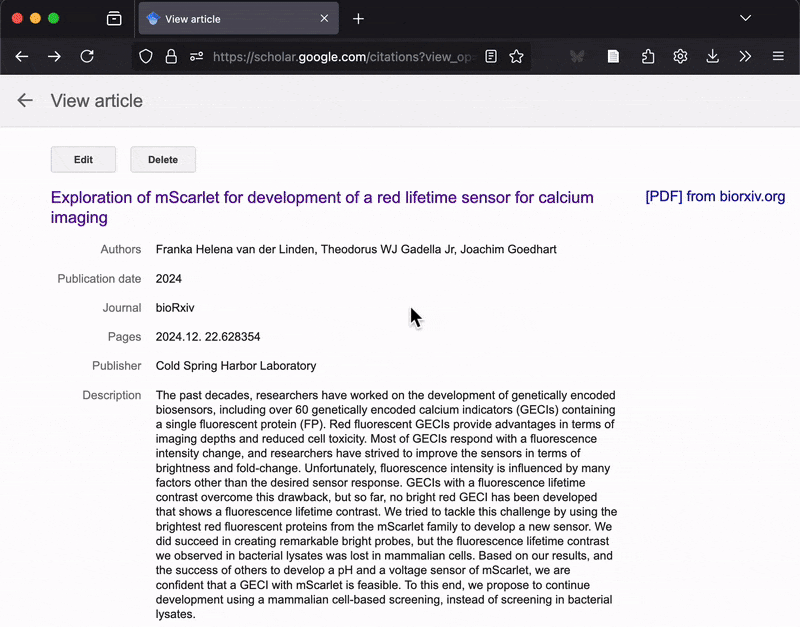 View article
https://scholar.google.com/citations?view_op
View article
Edit
Delete
Exploration of mScarlet for development of a red lifetime sensor for calcium
imaging
[PDF] from biorxiv.org
Authors Franka Helena van der Linden, Theodorus WJ Gadella Jr, Joachim Goedhart
Publication date 2024
Journal bioRxiv
Pages 2024.12. 22.628354
Publisher Cold Spring Harbor Laboratory
Description The past decades, researchers have worked on the development of genetically encoded
biosensors, including over 60 genetically encoded calcium indicators (GECIs) containing
a single fluorescent protein (FP). Red fluorescent GECIs provide advantages in terms of
imaging depths and reduced cell toxicity. Most of GECIs respond with a fluorescence
intensity change, and researchers have strived to improve the sensors in terms of
brightness and fold-change. Unfortunately, fluorescence intensity is influenced by many
factors other than the desired sensor response. GECIs with a fluorescence lifetime
contrast overcome this drawback, but so far, no bright red GECI has been developed
that shows a fluorescence lifetime contrast. We tried to tackle this challenge by using the
brightest red fluorescent proteins from the mScarlet family to develop a new sensor. We
did succeed in creating remarkable bright probes, but the fluorescence lifetime contrast
we observed in bacterial lysates was lost in mammalian cells. Based on our results, and
the success of others to develop a pH and a voltage sensor of mScarlet, we are
confident that a GECI with mScarlet is feasible. To this end, we propose to continue
development using a mammalian cell-based screening, instead of screening in bacterial
lysates.